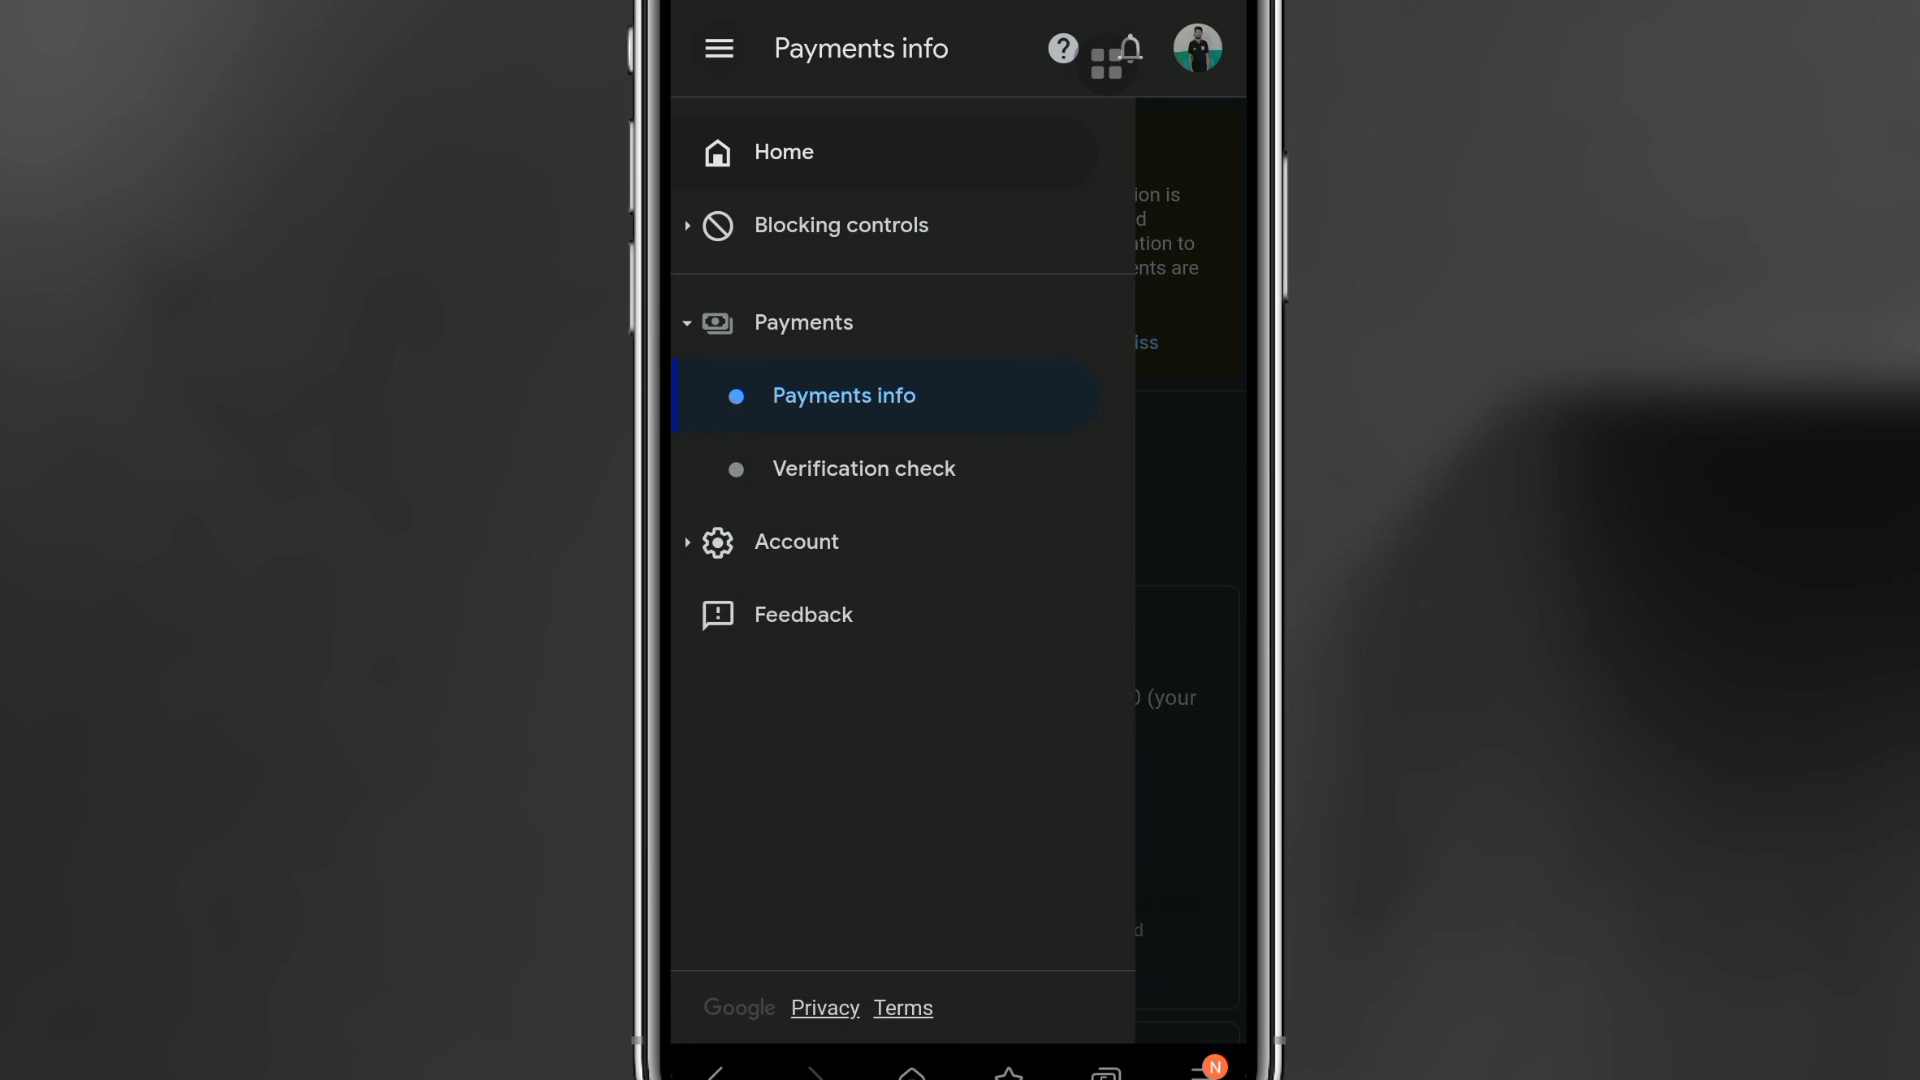 Payments info
Home
Blocking controls
Payments
Payments info
Verification check
Account
Feedback
ion is
d
ation to
ents are
iss
(your
d
Google Privacy Terms
N